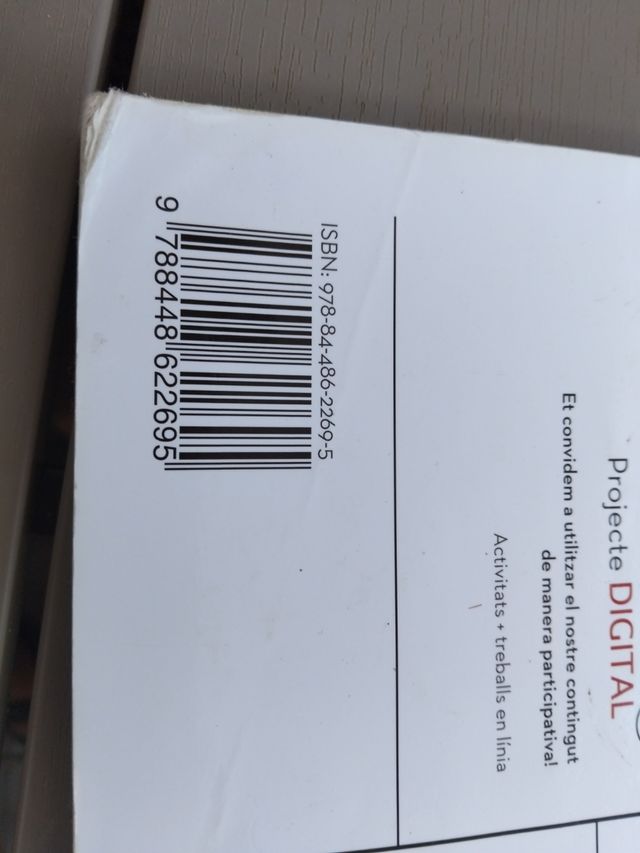 Projecte DIGITAL
Et convidem a utilitzar el nostre contingut
de manera participativa!
Activitats + treballs en línia
ISBN: 978-84-486-2269-5
9 788448 622695